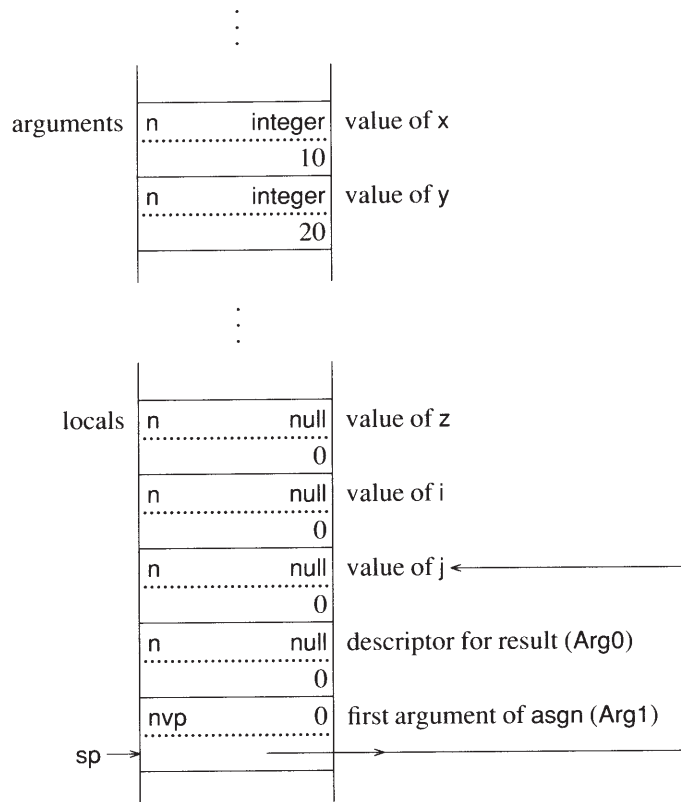 arguments n integer value of x
10
n integer value of y
20
locals n null value of z
0
n null value of i
0
n null value of j
0
n null descriptor for result (Arg0)
0
nvp 0 first argument of asgn (Arg1)
sp